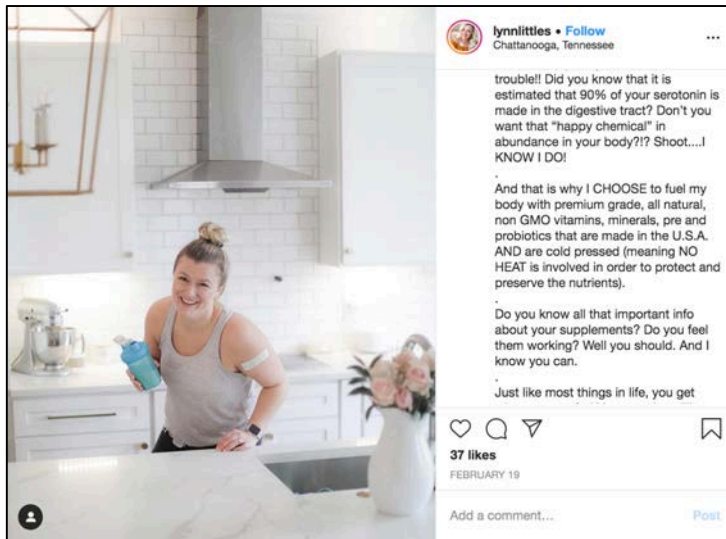 lynnlittles • Follow
Chattanooga, Tennessee
trouble!! Did you know that it is
estimated that 90% of your serotonin is
made in the digestive tract? Don't you
want that "happy chemical" in
abundance in your body?!? Shoot....I
KNOW I DO!
.
And that is why I CHOOSE to fuel my
body with premium grade, all natural,
non GMO vitamins, minerals, pre and
probiotics that are made in the U.S.A.
AND are cold pressed (meaning NO
HEAT is involved in order to protect and
preserve the nutrients).
.
Do you know all that important info
about your supplements? Do you feel
them working? Well you should. And I
know you can.
.
Just like most things in life, you get
37 likes
FEBRUARY 19
Add a comment...
Post